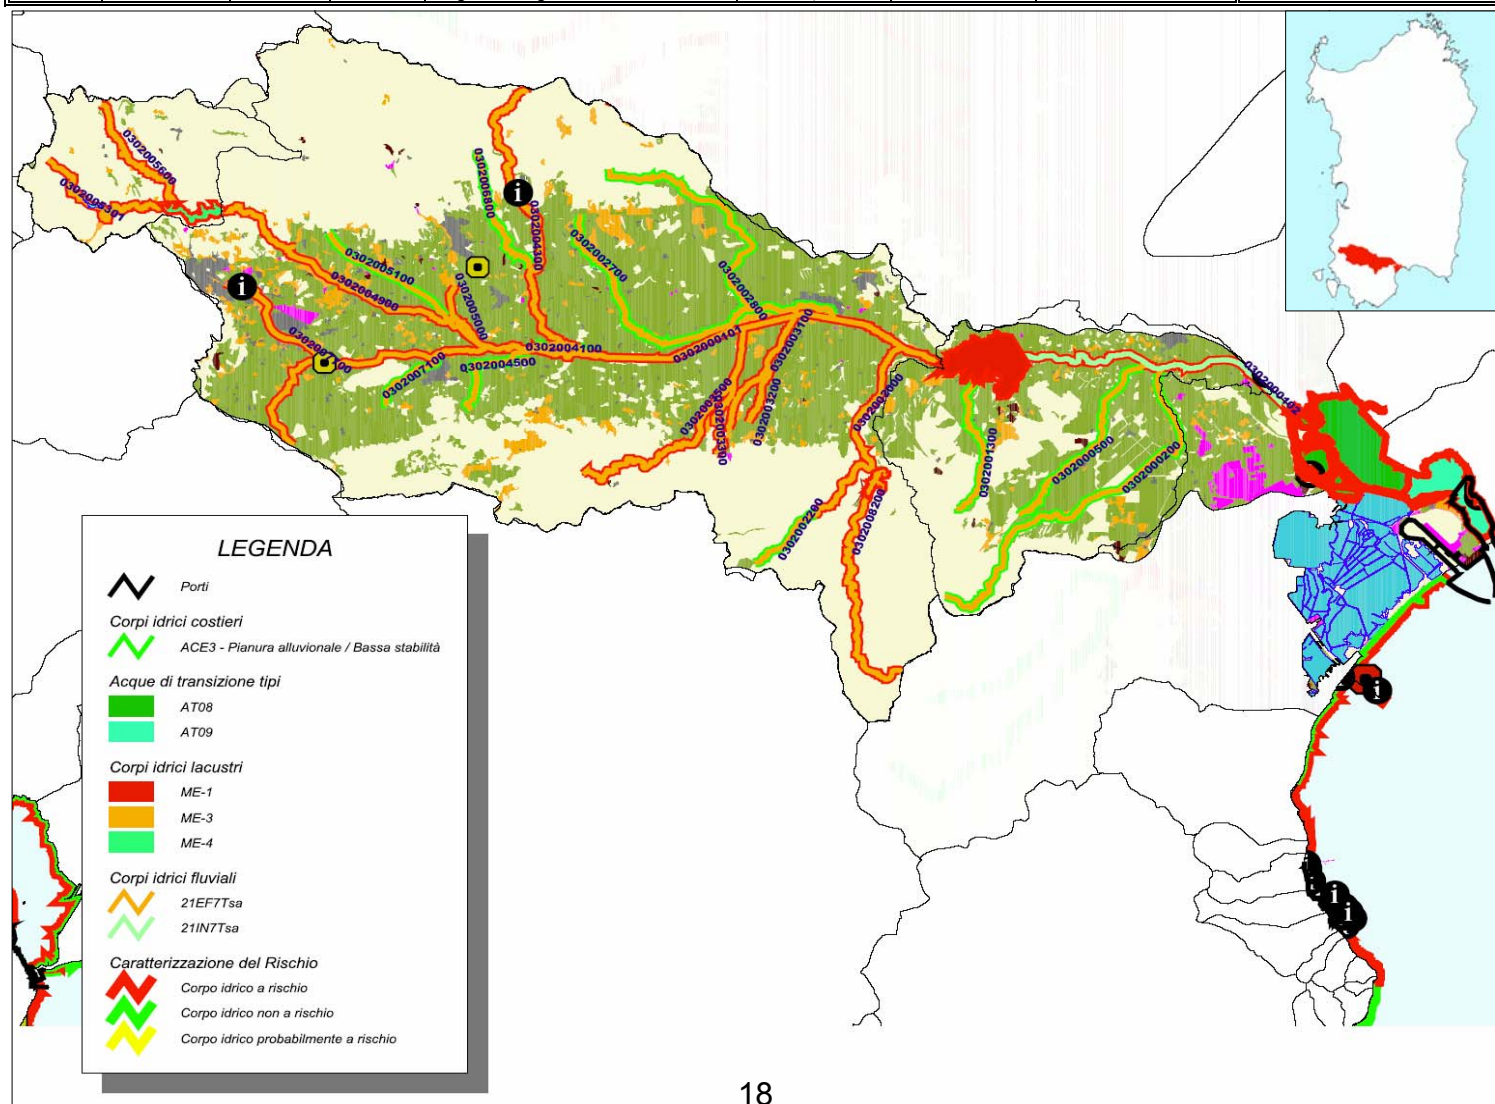 0302005600
0302005301
0302005800
0302004300
0302005100
0302004900
0302005000
0302002700
0302002800
0302004100
0302000101
0302003100
0302007100
0302004500
0302003200
0302003300
0302002000
0302001300
0302000500
0302000200
0302000102
0302002200
0302008200
i
i
i
i
i
LEGENDA
Porti
Corpi idrici costieri
ACE3 - Pianura alluvionale / Bassa stabilità
Acque di transizione tipi
AT08
AT09
Corpi idrici lacustri
ME-1
ME-3
ME-4
Corpi idrici fluviali
21EF7Tsa
21IN7Tsa
Caratterizzazione del Rischio
Corpo idrico a rischio
Corpo idrico non a rischio
Corpo idrico probabilmente a rischio
18